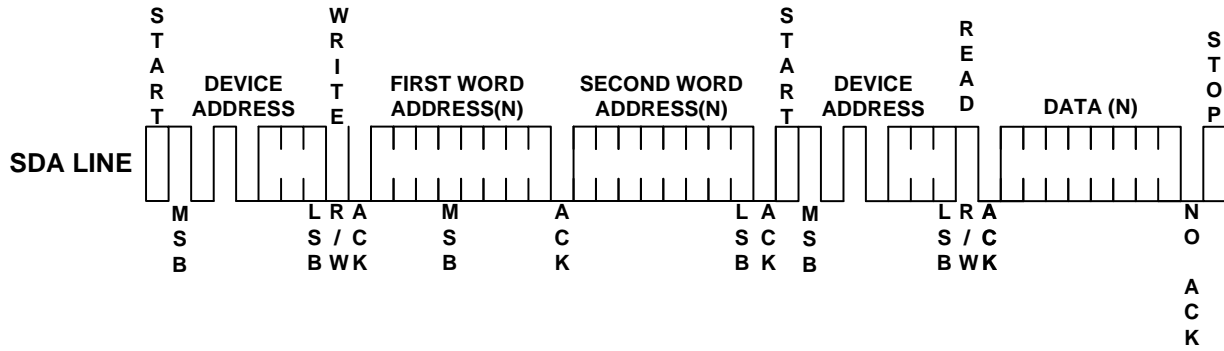 START
WRITE
START
READ
STOP
DEVICE
ADDRESS
FIRST WORD
ADDRESS(N)
SECOND WORD
ADDRESS(N)
DEVICE
ADDRESS
DATA (N)
SDA LINE
MSB
LSB
R/W
ACK
MSB
ACK
LSB
ACK
MSB
LSB
R/W
ACK
NO ACK